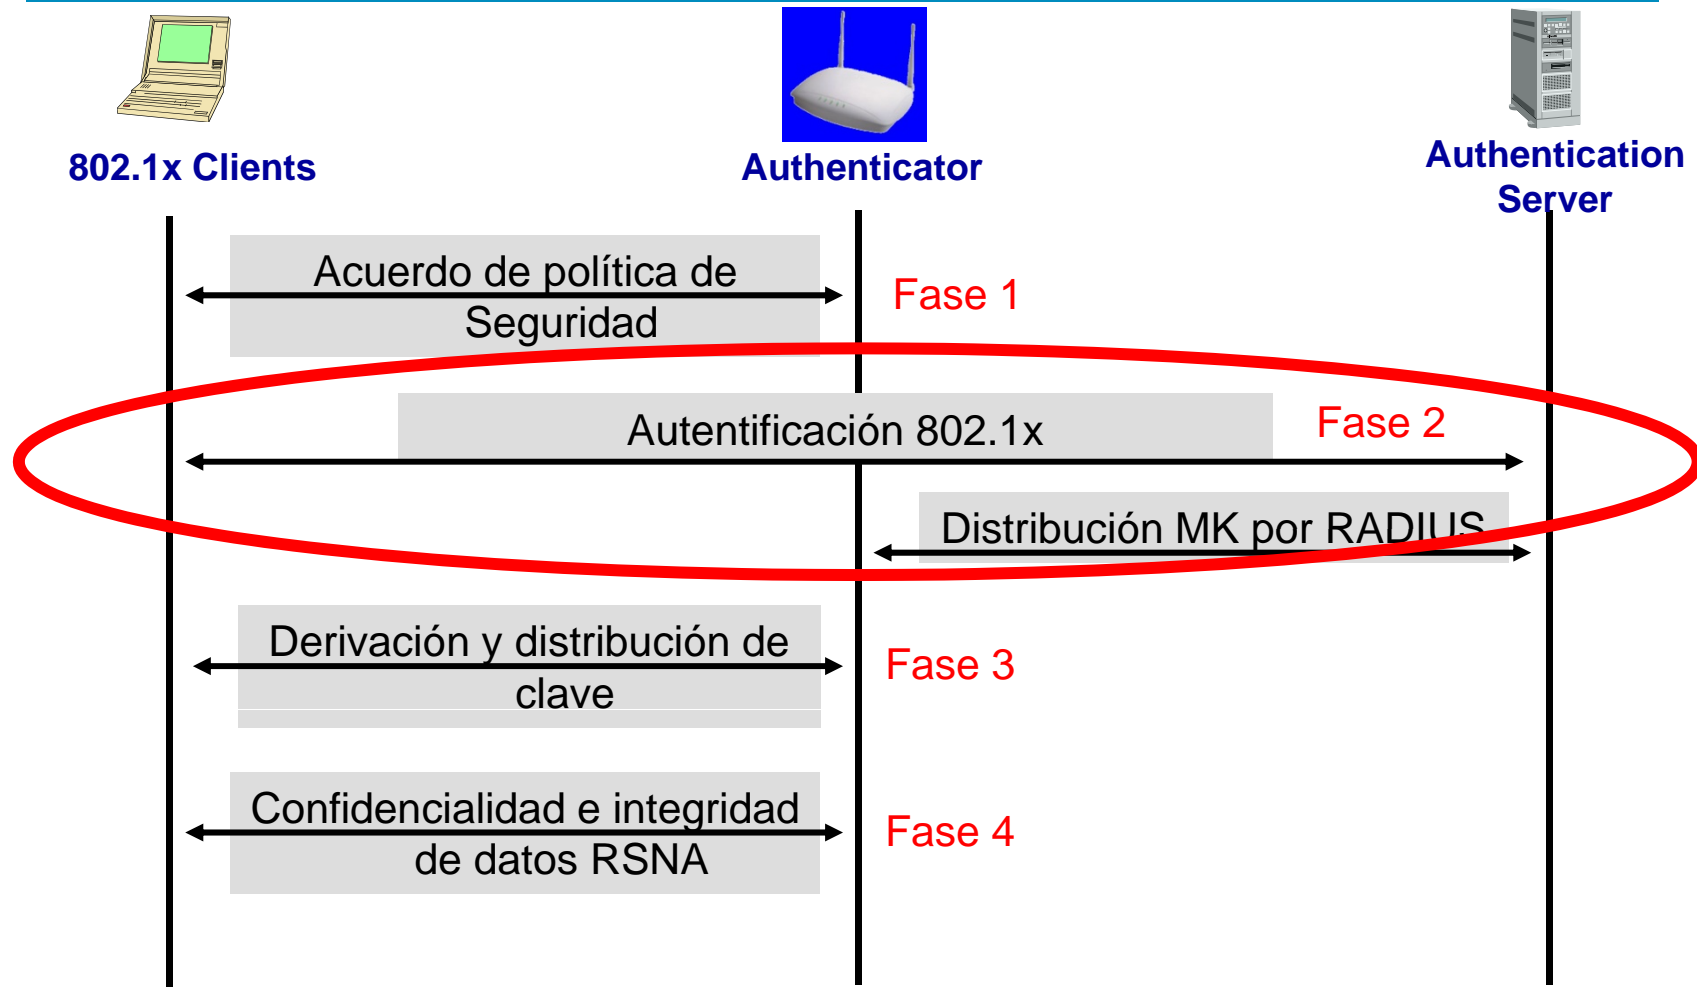 802.1x Clients
Authenticator
Authentication
Server
Acuerdo de política de
Seguridad
Fase 1
Autentificación 802.1x
Fase 2
Distribución MK por RADIUS
Derivación y distribución de
clave
Fase 3
Confidencialidad e integridad
de datos RSNA
Fase 4